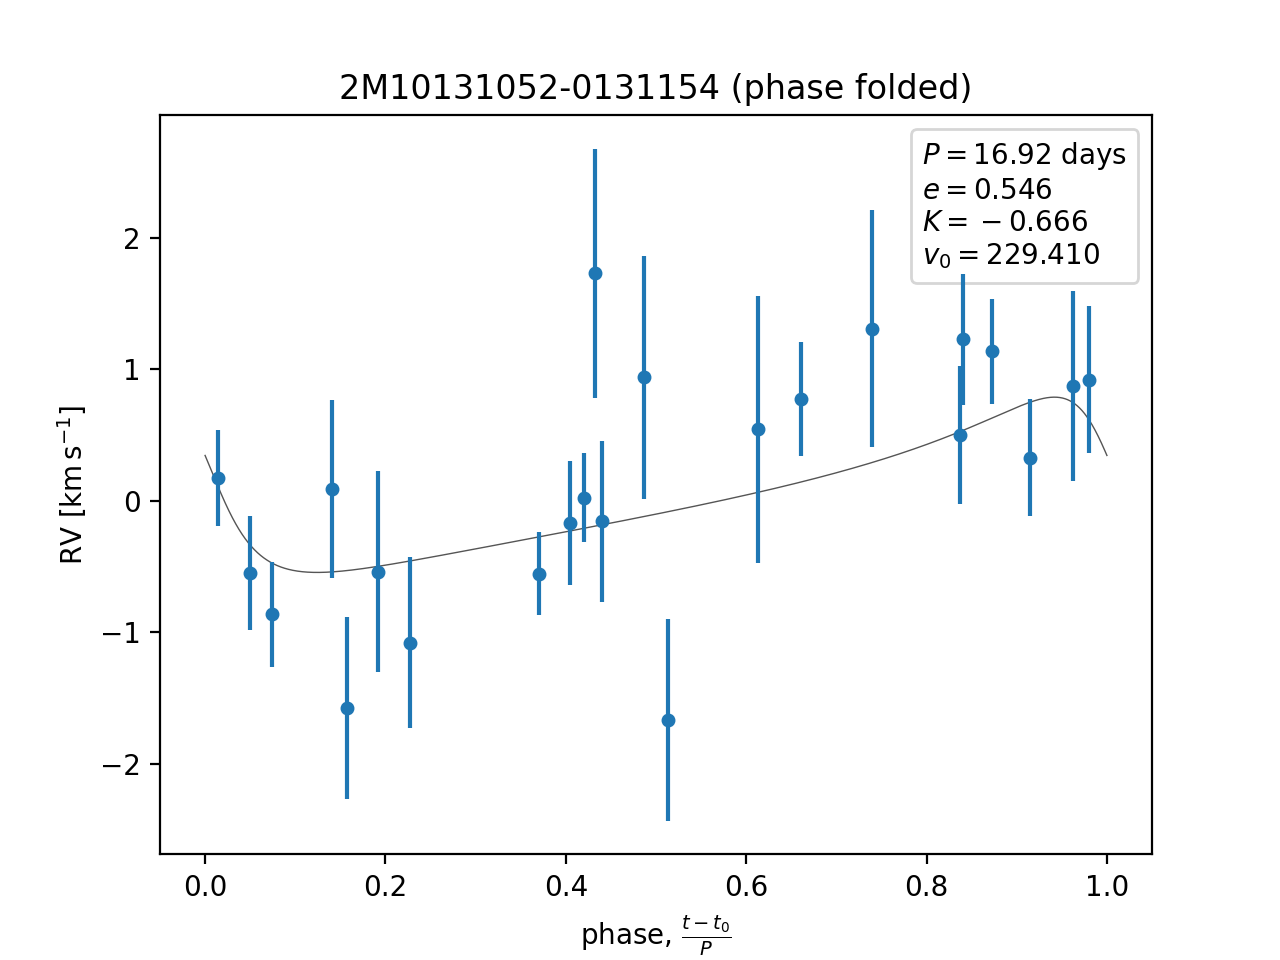 2M10131052-0131154 (phase folded)
P = 16.92 days
e = 0.546
K = − 0.666
v₀ = 229.410
2
1
0
−1
−2
RV [km s⁻¹]
0.0 0.2 0.4 0.6 0.8 1.0
phase, (t − t₀)/P